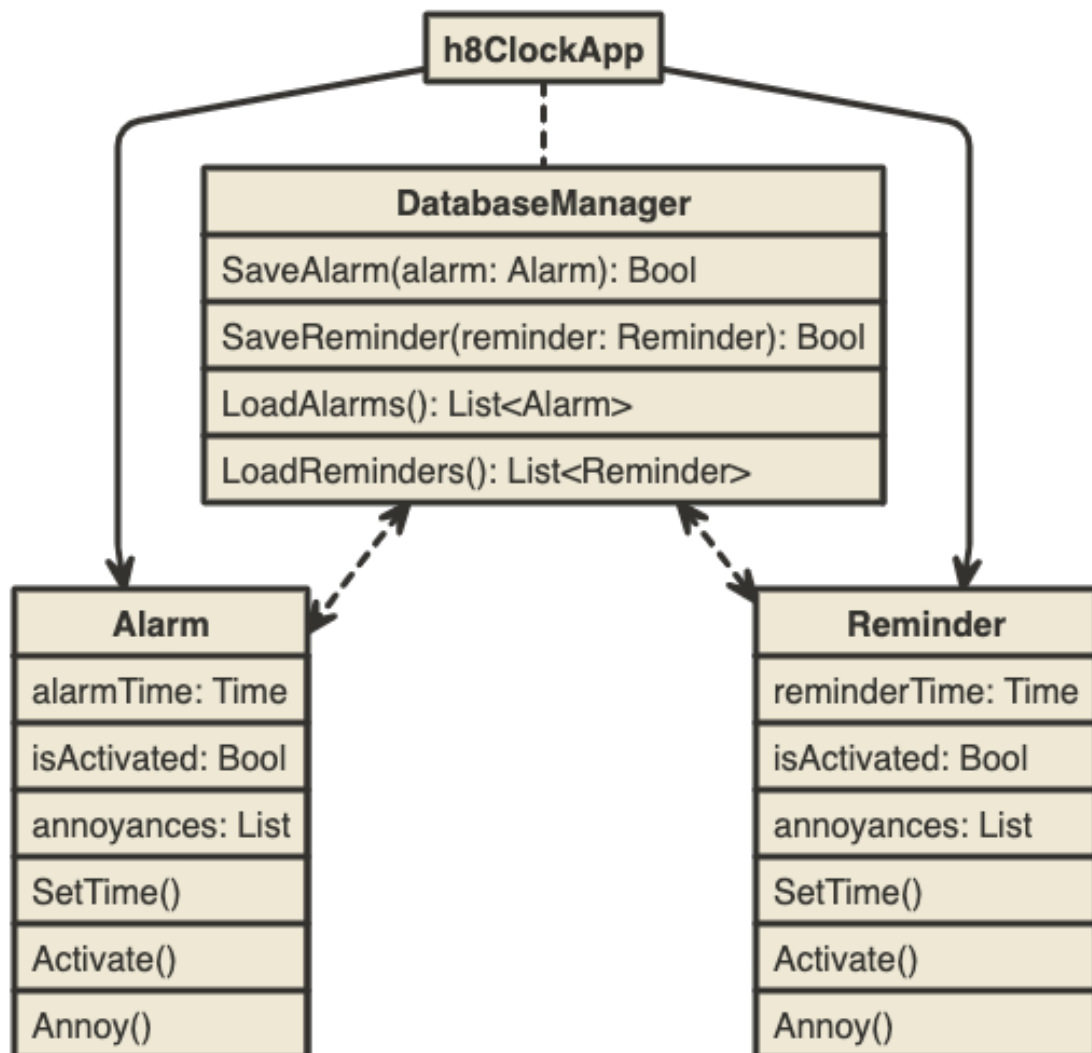 h8ClockApp
DatabaseManager
SaveAlarm(alarm: Alarm): Bool
SaveReminder(reminder: Reminder): Bool
LoadAlarms(): List<Alarm>
LoadReminders(): List<Reminder>
Alarm
alarmTime: Time
isActivated: Bool
annoyances: List
SetTime()
Activate()
Annoy()
Reminder
reminderTime: Time
isActivated: Bool
annoyances: List
SetTime()
Activate()
Annoy()